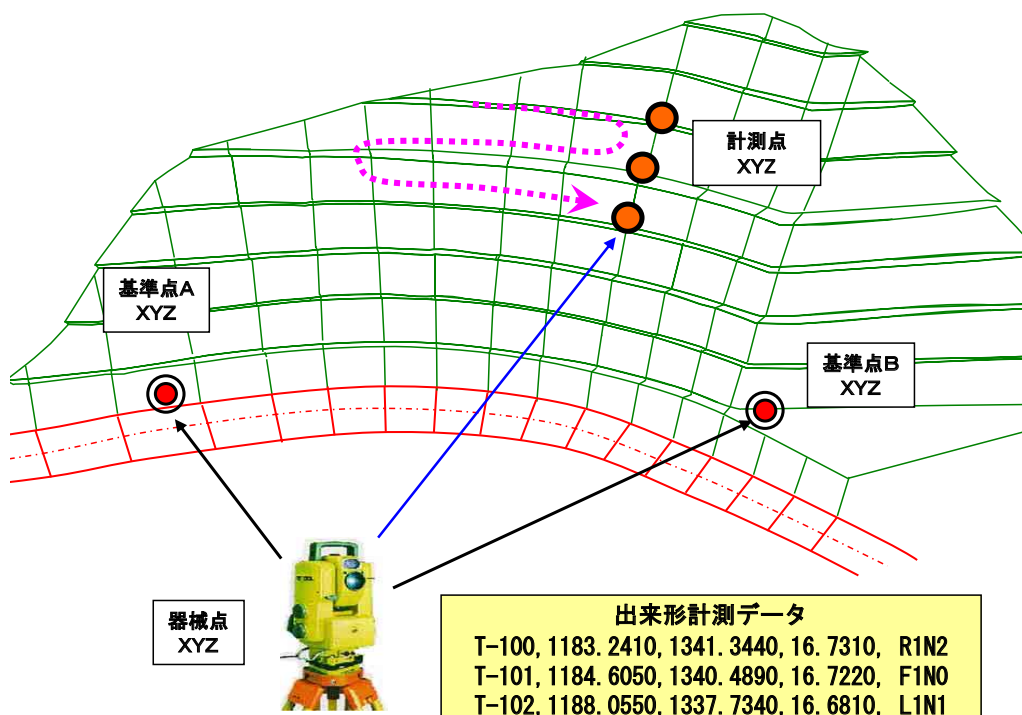 計測点
XYZ
基準点A
XYZ
基準点B
XYZ
器械点
XYZ
出来形計測データ
T-100, 1183.2410, 1341.3440, 16.7310, R1N2
T-101, 1184.6050, 1340.4890, 16.7220, F1N0
T-102, 1188.0550, 1337.7340, 16.6810, L1N1